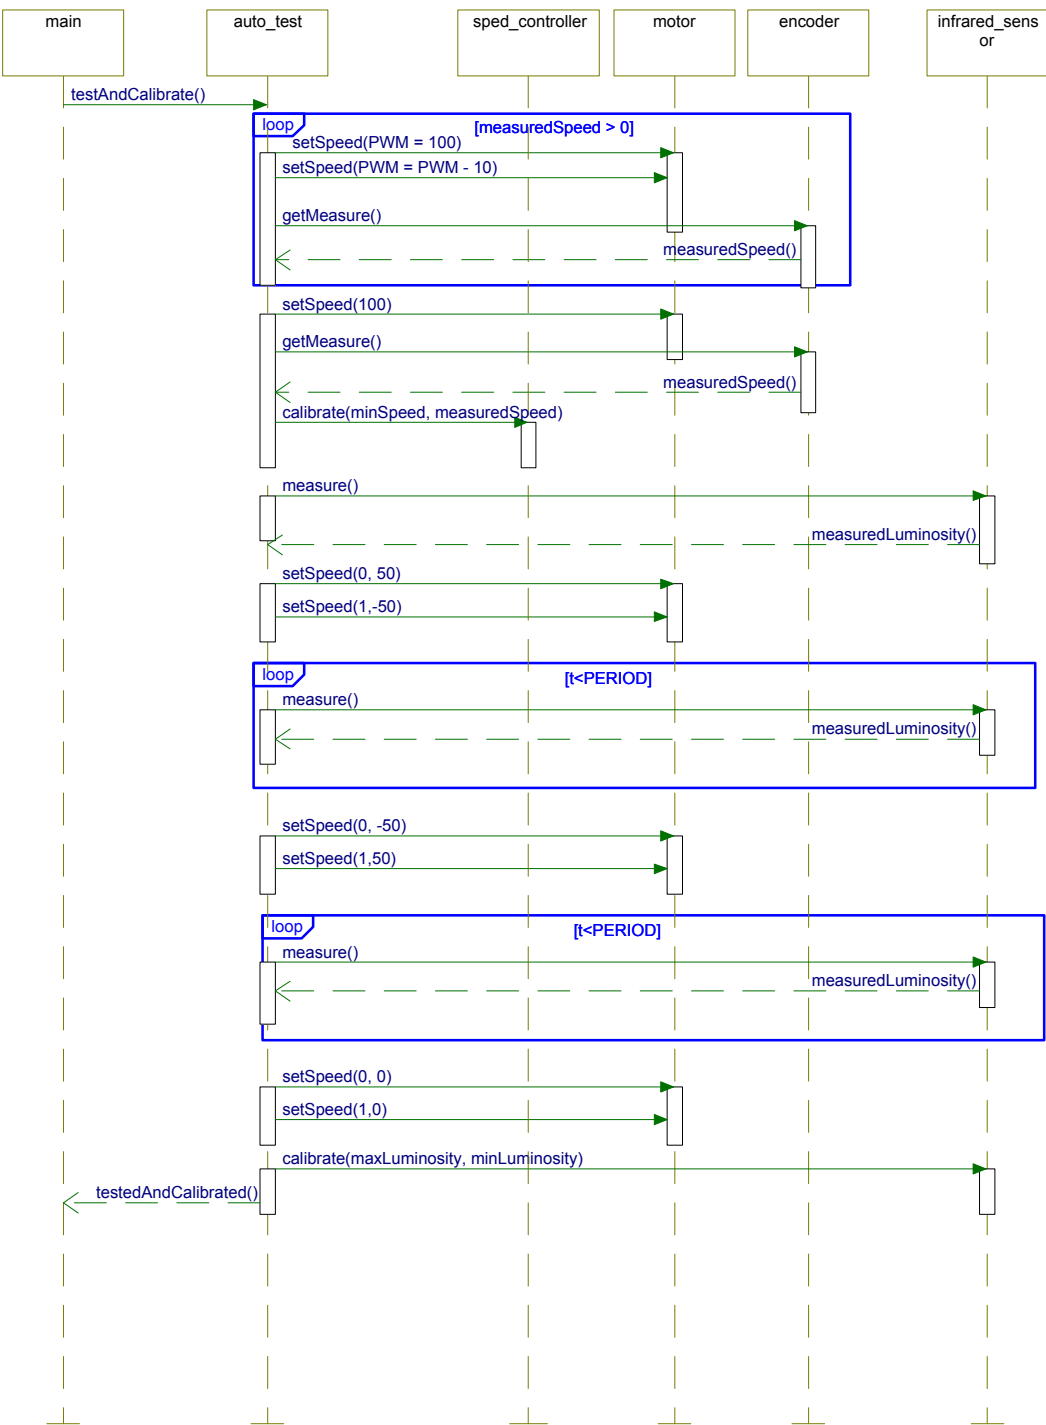 main
auto_test
sped_controller
motor
encoder
infrared_sens
or
testAndCalibrate()
loop
[measuredSpeed > 0]
setSpeed(PWM = 100)
setSpeed(PWM = PWM - 10)
getMeasure()
measuredSpeed()
setSpeed(100)
getMeasure()
measuredSpeed()
calibrate(minSpeed, measuredSpeed)
measure()
measuredLuminosity()
setSpeed(0, 50)
setSpeed(1,-50)
loop
[t<PERIOD]
measure()
measuredLuminosity()
setSpeed(0, -50)
setSpeed(1,50)
loop
[t<PERIOD]
measure()
measuredLuminosity()
setSpeed(0, 0)
setSpeed(1,0)
calibrate(maxLuminosity, minLuminosity)
testedAndCalibrated()